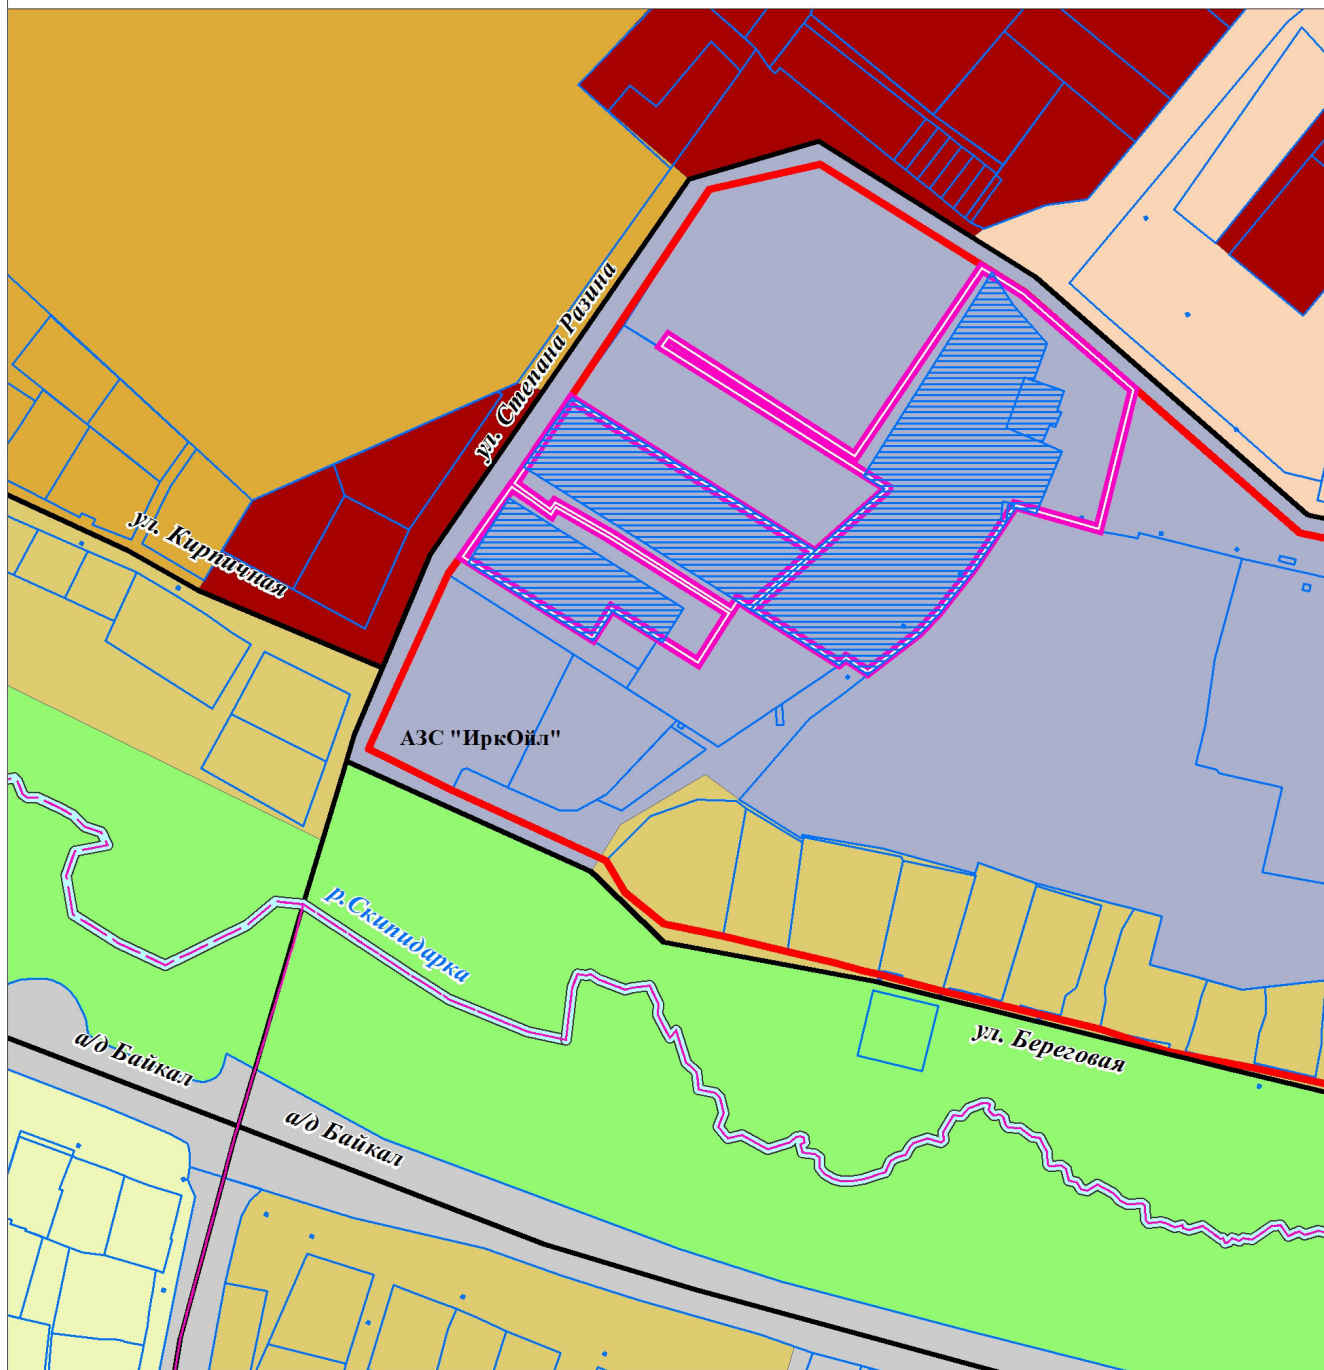 ул. Степана Разина
ул. Кирпичная
АЗС "ИркОйл"
р.Скипидарка
ул. Береговая
а/д Байкал
а/д Байкал